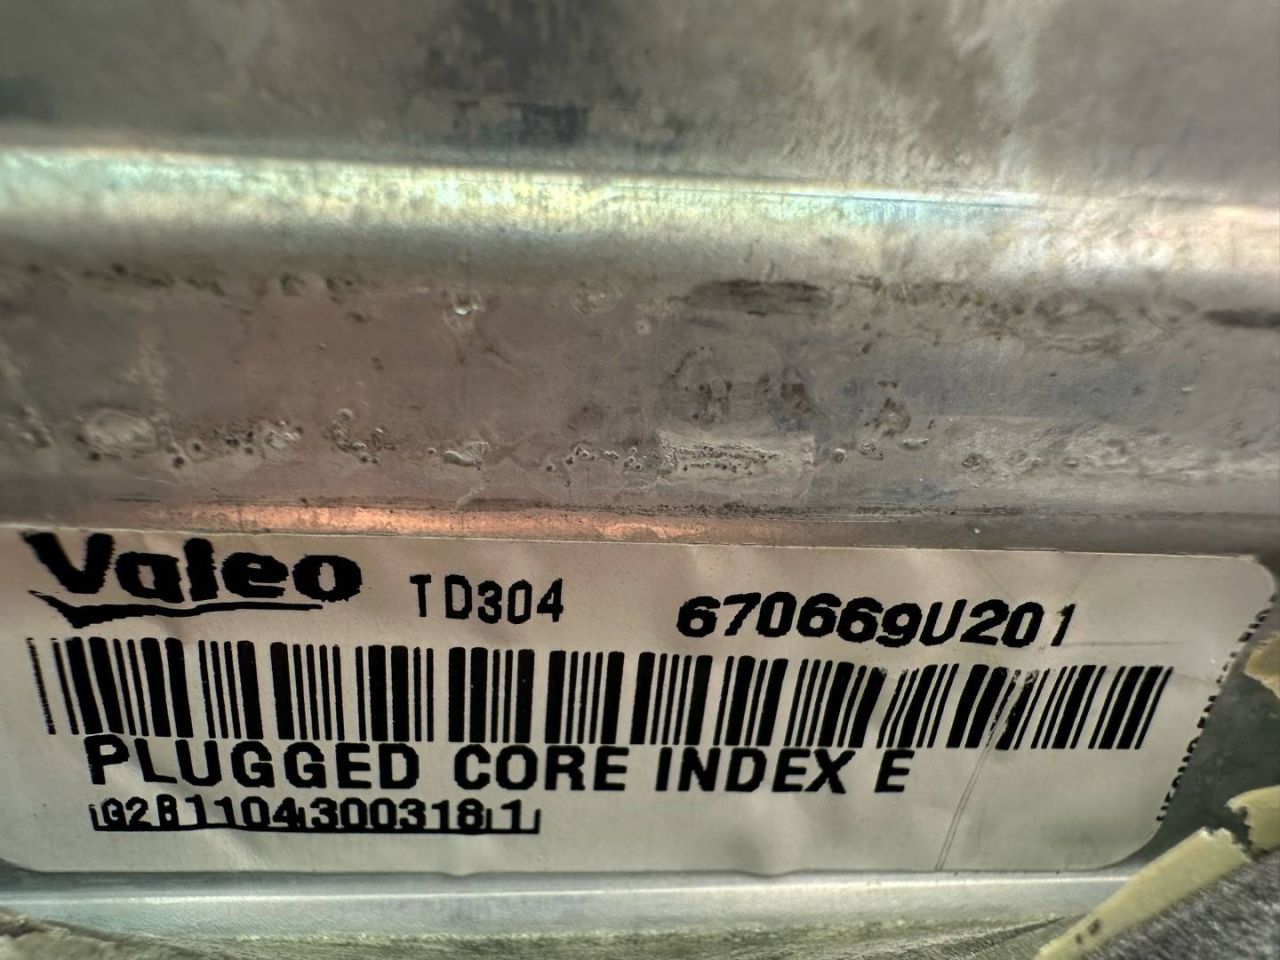 Valeo TD304 670669U201
PLUGGED CORE INDEX E
G2B1104300318 1